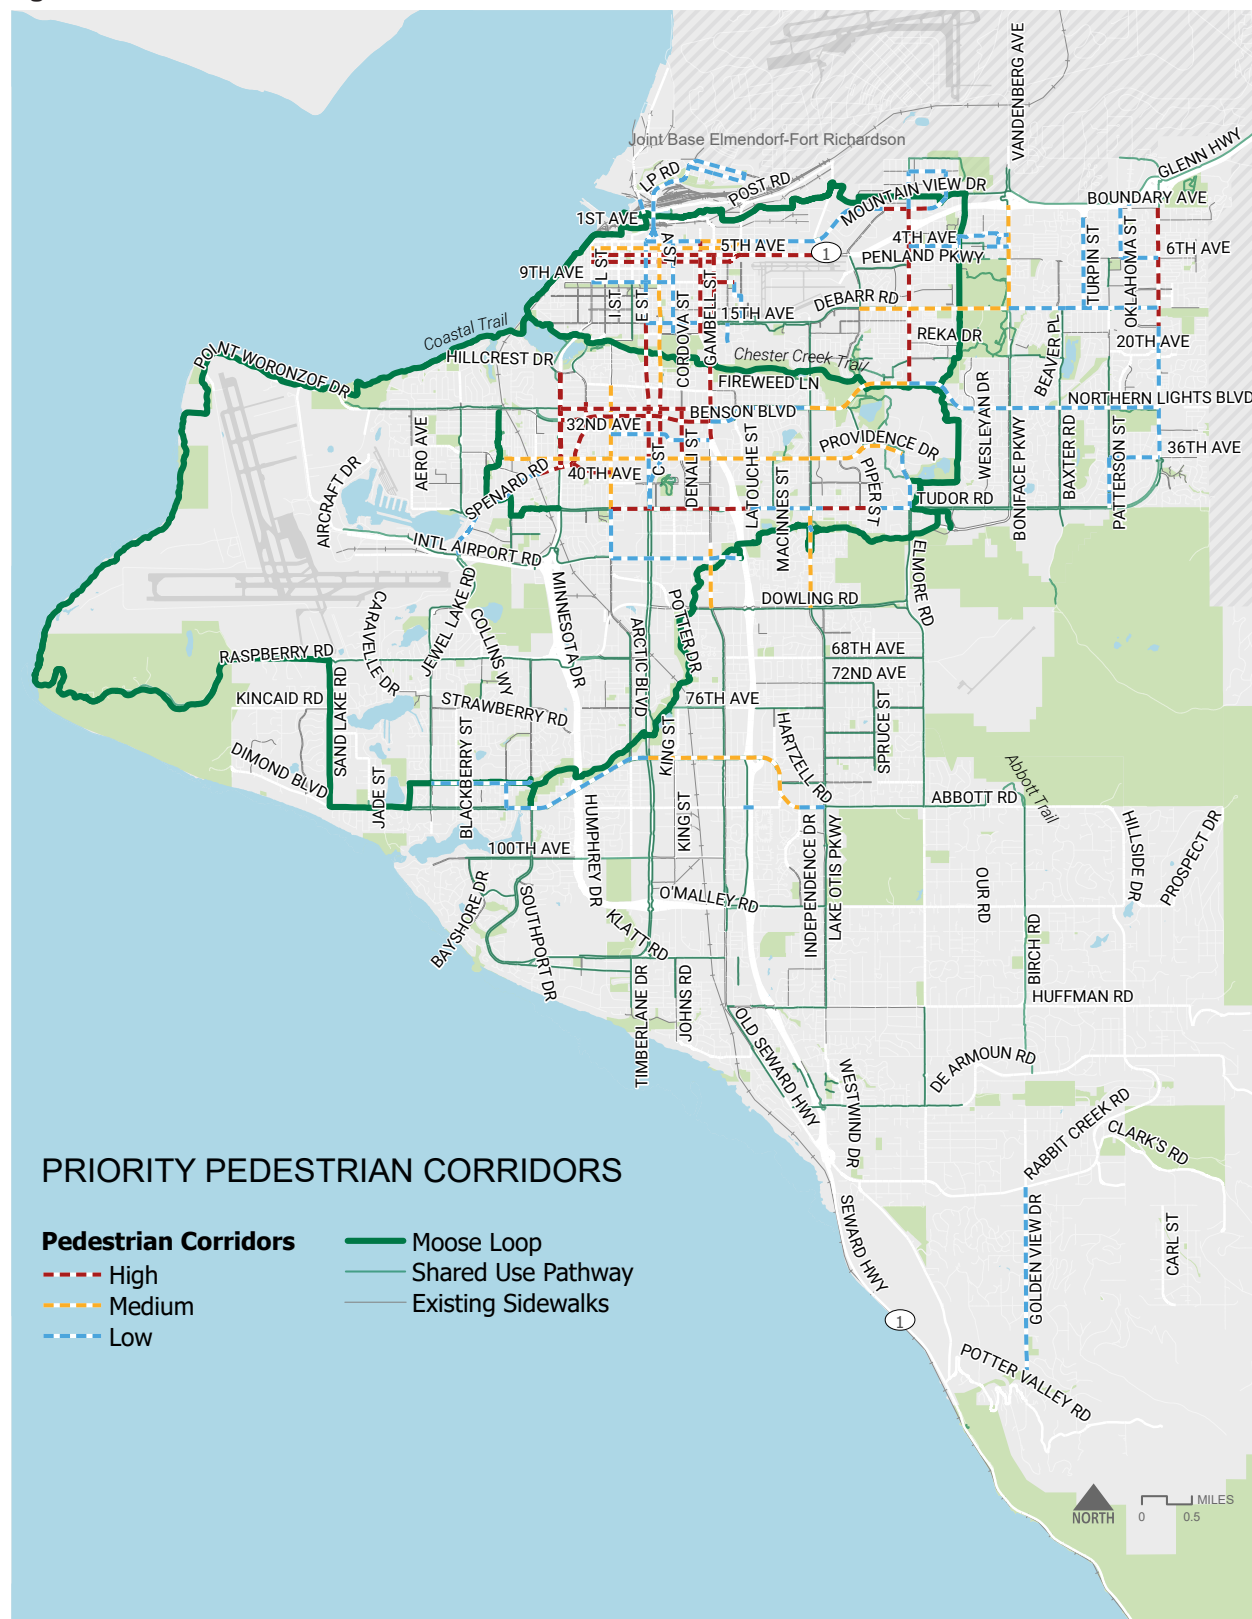 VANDENBERG AVE
Joint Base Elmendorf-Fort Richardson
GLENN HWY
LP RD
POST RD
MOUNTAIN VIEW DR
BOUNDARY AVE
1ST AVE
A ST
5TH AVE
1
4TH AVE
PENLAND PKWY
TURPIN ST
OKLAHOMA ST
6TH AVE
9TH AVE
L ST
I ST
E ST
CORDOVA ST
GAMBELL ST
15TH AVE
DEBARR RD
REKA DR
BEAVER PL
20TH AVE
Coastal Trail
POINT WORONZOF DR
HILLCREST DR
Chester Creek Trail
FIREWEED LN
BENSON BLVD
NORTHERN LIGHTS BLVD
32ND AVE
WESLEYAN DR
BONIFACE PKWY
BAXTER RD
PATTERSON ST
36TH AVE
AERO AVE
AIRCRAFT DR
SPENARD RD
40TH AVE
C ST
DENALI ST
LATOUCHE ST
MACINNES ST
PROVIDENCE DR
PIPER ST
TUDOR RD
INTL AIRPORT RD
ELMORE RD
MINNESOTA DR
JEWEL LAKE RD
COLLINS WY
CARAVELLE DR
POTTER DR
DOWLING RD
ARCTIC BLVD
68TH AVE
72ND AVE
RASPBERRY RD
KINCAID RD
SAND LAKE RD
STRAWBERRY RD
76TH AVE
SPRUCE ST
HARTZELL RD
KING ST
DIMOND BLVD
JADE ST
BLACKBERRY ST
Abbott Trail
ABBOTT RD
HUMPHREY DR
KING ST
INDEPENDENCE DR
LAKE OTIS PKWY
HILLSIDE DR
PROSPECT DR
100TH AVE
BAYSHORE DR
SOUTHPORT DR
O'MALLEY RD
KLATT RD
OUR RD
BIRCH RD
TIMBERLANE DR
JOHNS RD
HUFFMAN RD
OLD SEWARD HWY
DE ARMOUN RD
WESTWIND DR
RABBIT CREEK RD
CLARK'S RD
SEWARD HWY
GOLDEN VIEW DR
CARL ST
1
POTTER VALLEY RD
PRIORITY PEDESTRIAN CORRIDORS
Pedestrian Corridors
High
Medium
Low
Moose Loop
Shared Use Pathway
Existing Sidewalks
NORTH
MILES
0 0.5